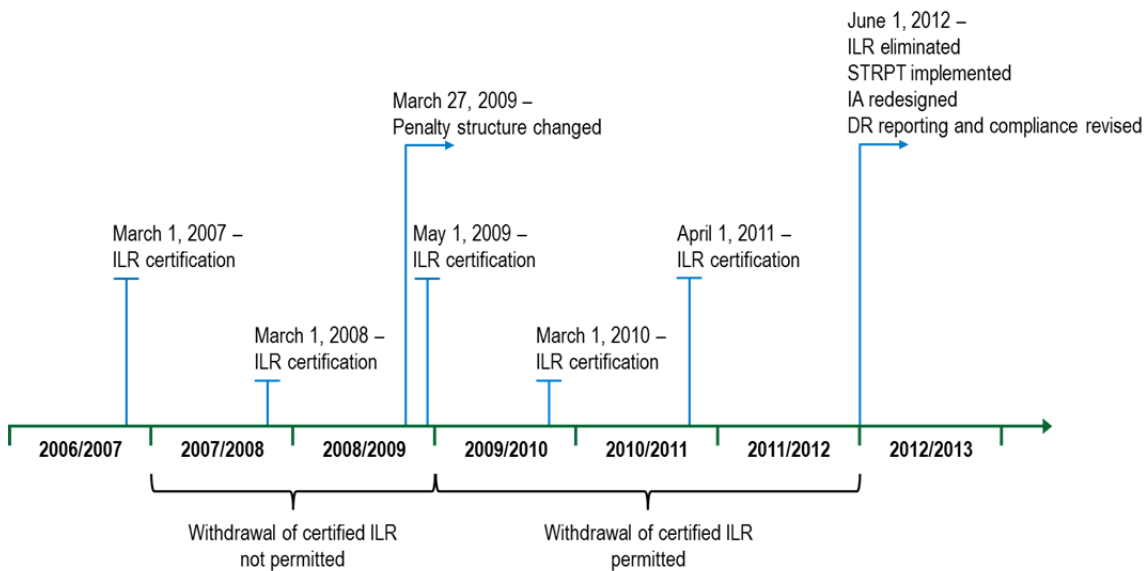 June 1, 2012 –
ILR eliminated
STRPT implemented
IA redesigned
DR reporting and compliance revised
March 27, 2009 –
Penalty structure changed
March 1, 2007 –
ILR certification
May 1, 2009 –
ILR certification
April 1, 2011 –
ILR certification
March 1, 2008 –
ILR certification
March 1, 2010 –
ILR certification
2006/2007
2007/2008
2008/2009
2009/2010
2010/2011
2011/2012
2012/2013
Withdrawal of certified ILR
not permitted
Withdrawal of certified ILR
permitted